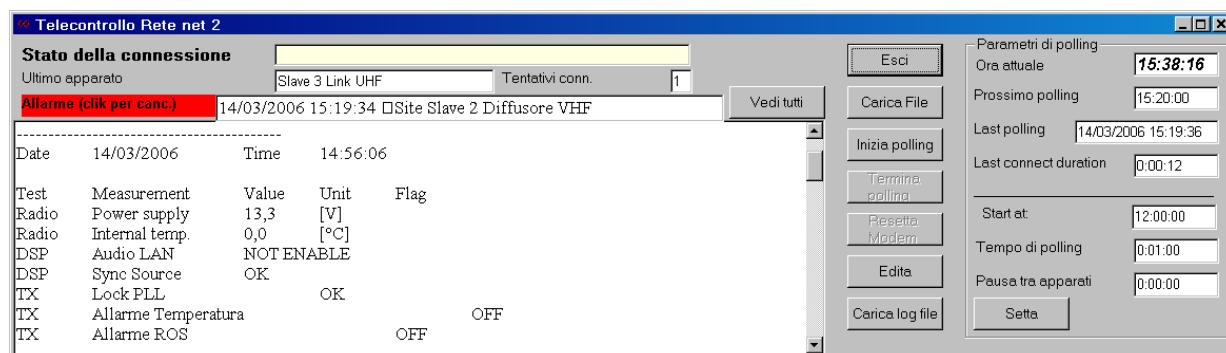 Telecontrollo Rete net 2
Stato della connessione
Ultimo apparato Slave 3 Link UHF Tentativi conn. 1
Allarme (clik per canc.) 14/03/2006 15:19:34 □Site Slave 2 Diffusore VHF Vedi tutti
----------------------------------------
Date 14/03/2006 Time 14:56:06
Test Measurement Value Unit Flag
Radio Power supply 13,3 [V]
Radio Internal temp. 0,0 [°C]
DSP Audio LAN NOT ENABLE
DSP Sync Source OK
TX Lock PLL OK
TX Allarme Temperatura OFF
TX Allarme ROS OFF
Esci
Carica File
Inizia polling
Termina polling
Resetta Modem
Edita
Carica log file
Parametri di polling
Ora attuale 15:38:16
Prossimo polling 15:20:00
Last polling 14/03/2006 15:19:36
Last connect duration 0:00:12
Start at: 12:00:00
Tempo di polling 0:01:00
Pausa tra apparati 0:00:00
Setta